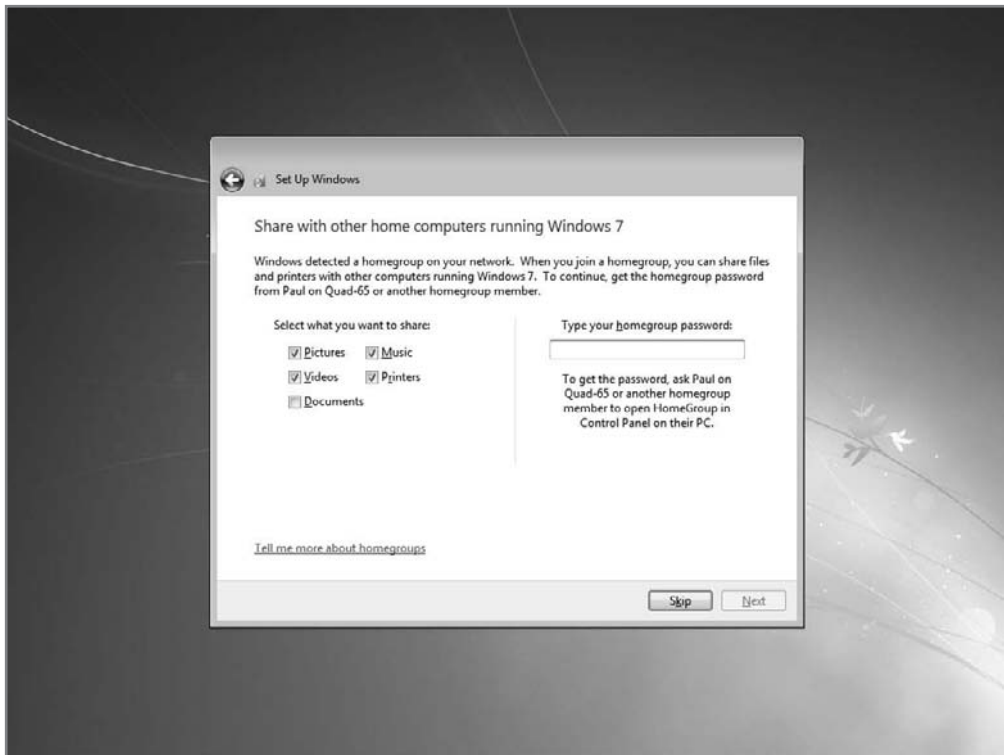 Set Up Windows
Share with other home computers running Windows 7
Windows detected a homegroup on your network. When you join a homegroup, you can share files
and printers with other computers running Windows 7. To continue, get the homegroup password
from Paul on Quad-65 or another homegroup member.
Select what you want to share:
Pictures
Music
Videos
Printers
Documents
Type your homegroup password:
To get the password, ask Paul on
Quad-65 or another homegroup
member to open HomeGroup in
Control Panel on their PC.
Tell me more about homegroups
Skip
Next